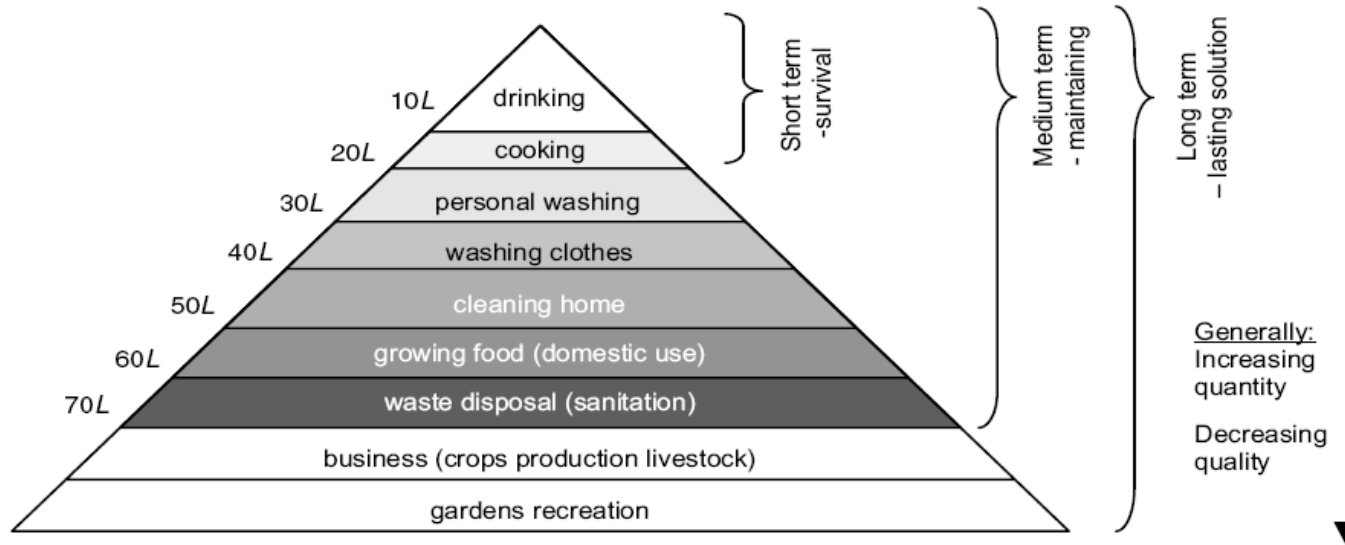 10L
drinking
20L
cooking
30L
personal washing
40L
washing clothes
50L
cleaning home
60L
growing food (domestic use)
70L
waste disposal (sanitation)
business (crops production livestock)
gardens recreation
Short term
-survival
Medium term
- maintaining
Long term
– lasting solution
Generally:
Increasing
quantity
Decreasing
quality